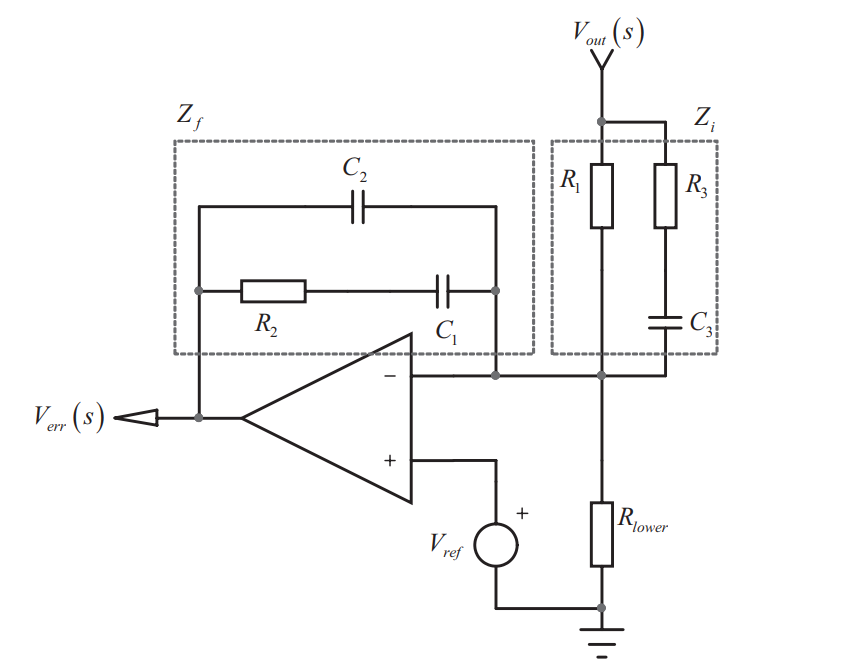 V_out (s)
Z_f
Z_i
C_2
R_1
R_3
R_2
C_1
C_3
−
V_err (s)
+
+
R_lower
V_ref